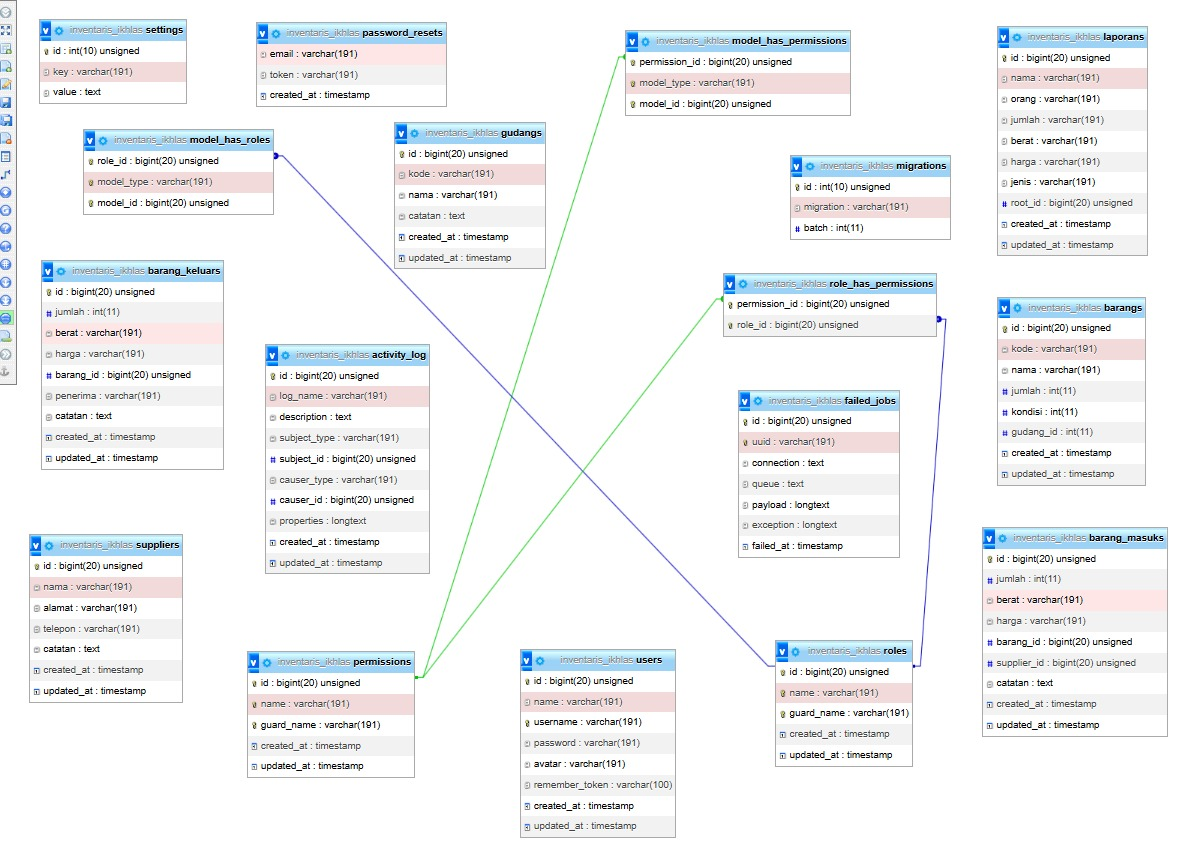 v inventaris_ikhlas settings
id : int(10) unsigned
key : varchar(191)
value : text
v inventaris_ikhlas password_resets
email : varchar(191)
token : varchar(191)
created_at : timestamp
v inventaris_ikhlas model_has_permissions
permission_id : bigint(20) unsigned
model_type : varchar(191)
model_id : bigint(20) unsigned
v inventaris_ikhlas laporans
id : bigint(20) unsigned
nama : varchar(191)
orang : varchar(191)
jumlah : varchar(191)
berat : varchar(191)
harga : varchar(191)
jenis : varchar(191)
# root_id : bigint(20) unsigned
created_at : timestamp
updated_at : timestamp
v inventaris_ikhlas model_has_roles
role_id : bigint(20) unsigned
model_type : varchar(191)
model_id : bigint(20) unsigned
v inventaris_ikhlas gudangs
id : bigint(20) unsigned
kode : varchar(191)
nama : varchar(191)
catatan : text
created_at : timestamp
updated_at : timestamp
v inventaris_ikhlas migrations
id : int(10) unsigned
migration : varchar(191)
# batch : int(11)
v inventaris_ikhlas barang_keluars
id : bigint(20) unsigned
# jumlah : int(11)
berat : varchar(191)
harga : varchar(191)
# barang_id : bigint(20) unsigned
penerima : varchar(191)
catatan : text
created_at : timestamp
updated_at : timestamp
v inventaris_ikhlas role_has_permissions
permission_id : bigint(20) unsigned
role_id : bigint(20) unsigned
v inventaris_ikhlas barangs
id : bigint(20) unsigned
kode : varchar(191)
nama : varchar(191)
# jumlah : int(11)
# kondisi : int(11)
# gudang_id : int(11)
created_at : timestamp
updated_at : timestamp
v inventaris_ikhlas activity_log
id : bigint(20) unsigned
log_name : varchar(191)
description : text
subject_type : varchar(191)
# subject_id : bigint(20) unsigned
causer_type : varchar(191)
# causer_id : bigint(20) unsigned
properties : longtext
created_at : timestamp
updated_at : timestamp
v inventaris_ikhlas failed_jobs
id : bigint(20) unsigned
uuid : varchar(191)
connection : text
queue : text
payload : longtext
exception : longtext
failed_at : timestamp
v inventaris_ikhlas suppliers
id : bigint(20) unsigned
nama : varchar(191)
alamat : varchar(191)
telepon : varchar(191)
catatan : text
created_at : timestamp
updated_at : timestamp
v inventaris_ikhlas barang_masuks
id : bigint(20) unsigned
# jumlah : int(11)
berat : varchar(191)
harga : varchar(191)
# barang_id : bigint(20) unsigned
# supplier_id : bigint(20) unsigned
catatan : text
created_at : timestamp
updated_at : timestamp
v inventaris_ikhlas permissions
id : bigint(20) unsigned
name : varchar(191)
guard_name : varchar(191)
created_at : timestamp
updated_at : timestamp
v inventaris_ikhlas users
id : bigint(20) unsigned
name : varchar(191)
username : varchar(191)
password : varchar(191)
avatar : varchar(191)
remember_token : varchar(100)
created_at : timestamp
updated_at : timestamp
v inventaris_ikhlas roles
id : bigint(20) unsigned
name : varchar(191)
guard_name : varchar(191)
created_at : timestamp
updated_at : timestamp